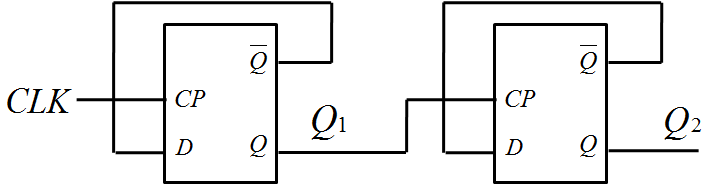 Q̅ Q̅
CLK CP CP
Q1 Q2
D Q D Q